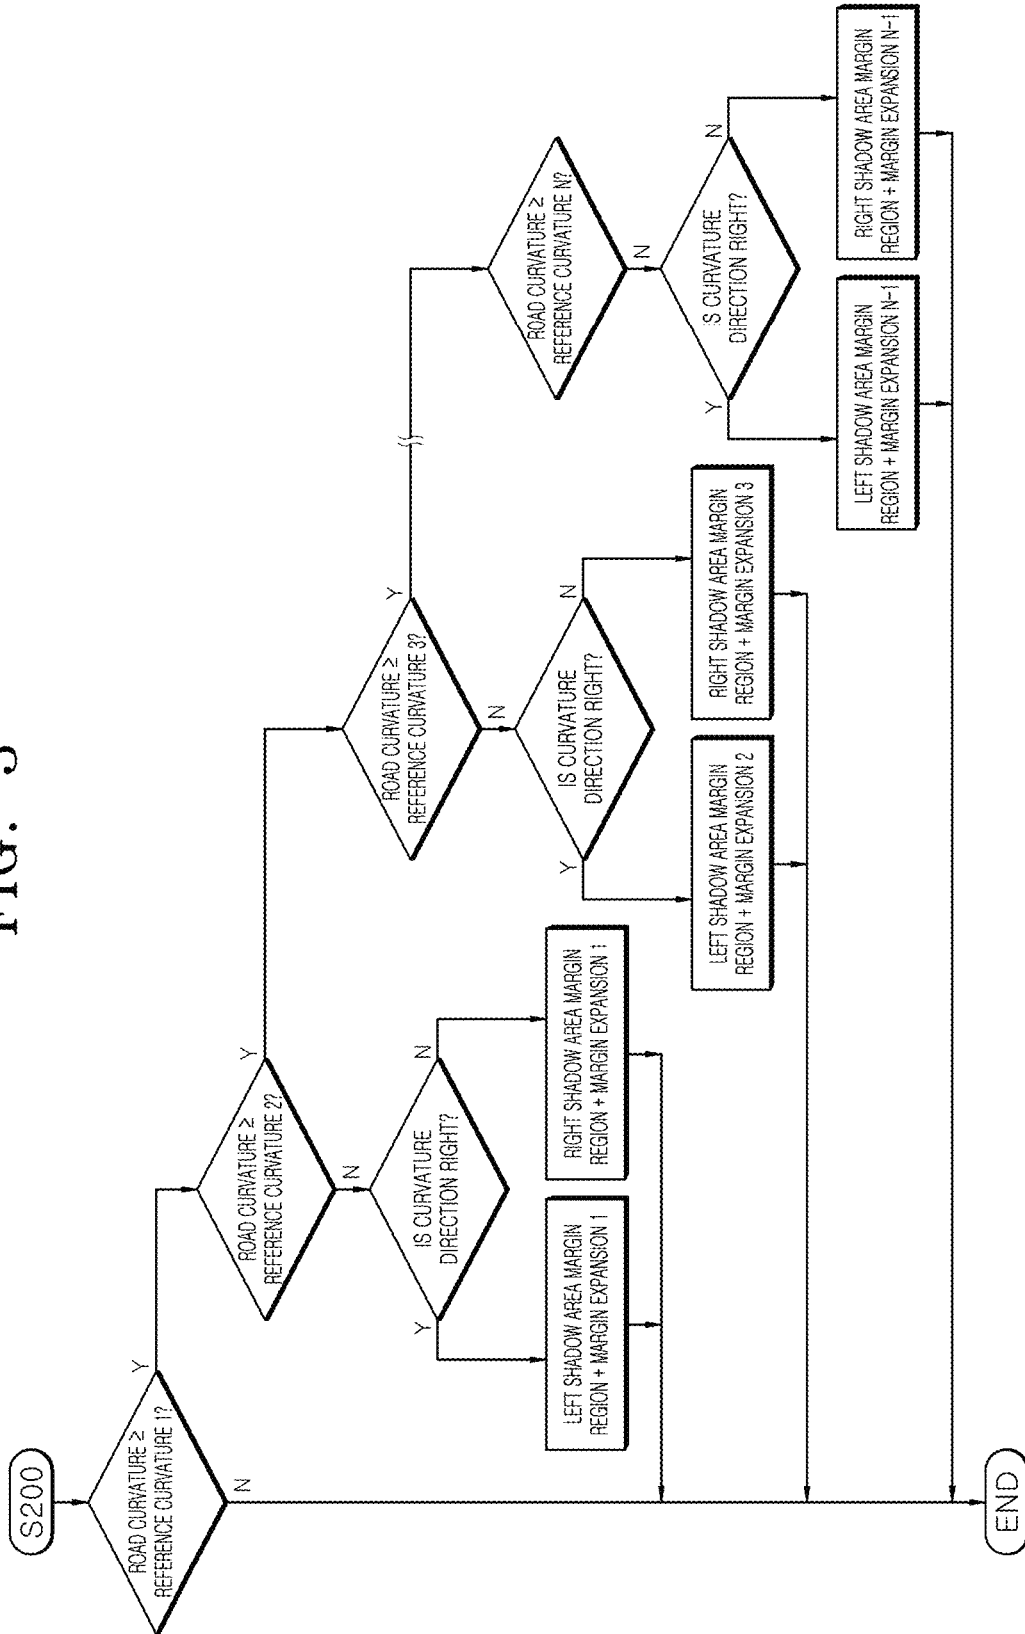 FIG. 5
S200
ROAD CURVATURE ≥
REFERENCE CURVATURE 1?
Y
N
ROAD CURVATURE ≥
REFERENCE CURVATURE 2?
Y
N
IS CURVATURE
DIRECTION RIGHT?
Y
N
LEFT SHADOW AREA MARGIN
REGION + MARGIN EXPANSION 1
RIGHT SHADOW AREA MARGIN
REGION + MARGIN EXPANSION 1
ROAD CURVATURE ≥
REFERENCE CURVATURE 3?
Y
N
IS CURVATURE
DIRECTION RIGHT?
Y
N
LEFT SHADOW AREA MARGIN
REGION + MARGIN EXPANSION 2
RIGHT SHADOW AREA MARGIN
REGION + MARGIN EXPANSION 3
ROAD CURVATURE ≥
REFERENCE CURVATURE N?
N
IS CURVATURE
DIRECTION RIGHT?
Y
N
LEFT SHADOW AREA MARGIN
REGION + MARGIN EXPANSION N-1
RIGHT SHADOW AREA MARGIN
REGION + MARGIN EXPANSION N-1
END